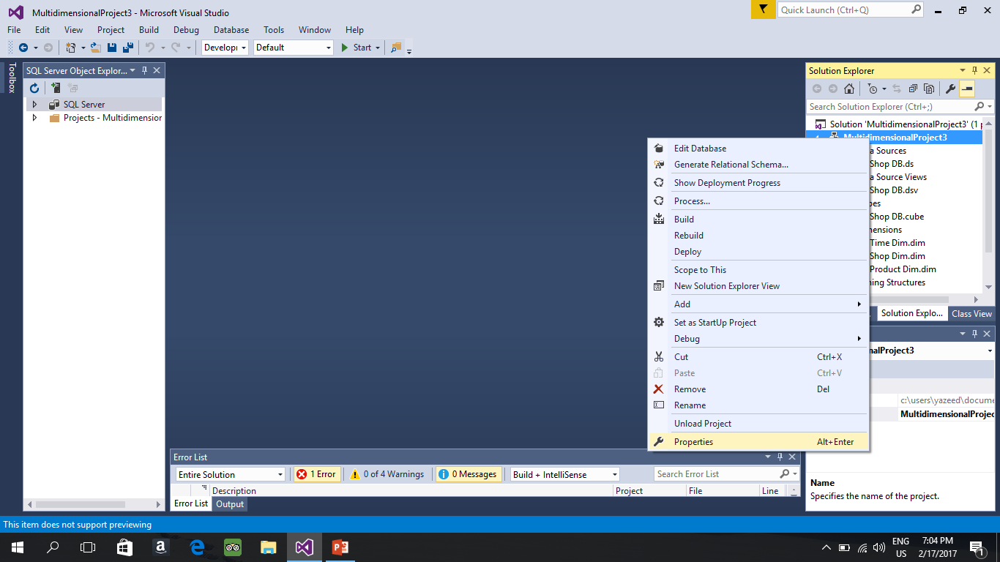 MultidimensionalProject3 - Microsoft Visual Studio
Quick Launch (Ctrl+Q)
File Edit View Project Build Debug Database Tools Window Help
Developı Default Start
Toolbox
SQL Server Object Explor...
SQL Server
Projects - Multidimension
Solution Explorer
Search Solution Explorer (Ctrl+;)
Solution 'MultidimensionalProject3' (1 p
MultidimensionalProject3
a Sources
Shop DB.ds
a Source Views
Shop DB.dsv
bes
Shop DB.cube
nensions
Time Dim.dim
Shop Dim.dim
Product Dim.dim
ning Structures
Solution Explo... Class View
Edit Database
Generate Relational Schema...
Show Deployment Progress
Process...
Build
Rebuild
Deploy
Scope to This
New Solution Explorer View
Add
Set as StartUp Project
Debug
Cut Ctrl+X
Paste Ctrl+V
Remove Del
Rename
Unload Project
Properties Alt+Enter
nalProject3
c:\users\yazeed\docume
MultidimensionalProjec
Name
Specifies the name of the project.
Error List
Entire Solution 1 Error 0 of 4 Warnings 0 Messages Build + IntelliSense Search Error List
Description Project File Line
Error List Output
This item does not support previewing
ENG 7:04 PM
US 2/17/2017 1